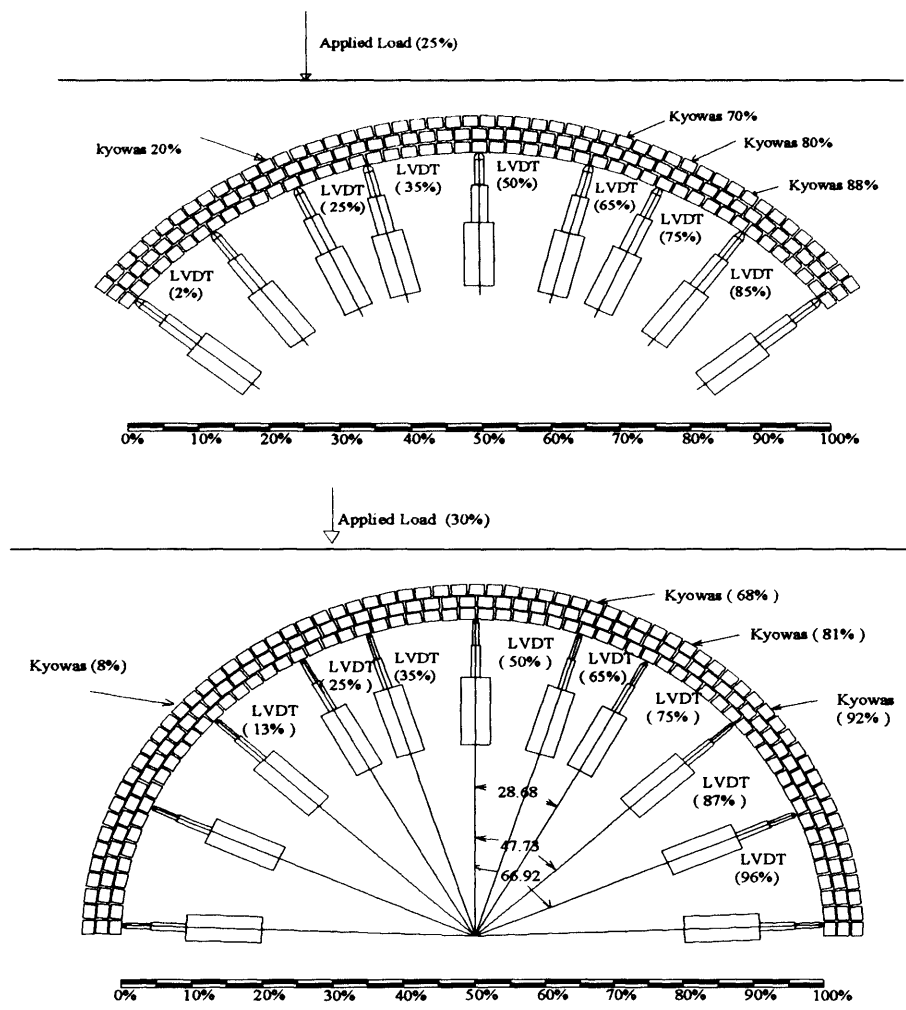 Applied Load (25%)
Kyowas 70%
kyowas 20%
Kyowas 80%
Kyowas 88%
LVDT
(2%)
LVDT
( 25%)
LVDT
( 35%)
LVDT
(50%)
LVDT
(65%)
LVDT
(75%)
LVDT
(85%)
0% 10% 20% 30% 40% 50% 60% 70% 80% 90% 100%
Applied Load (30%)
Kyowas ( 68% )
Kyowas ( 81% )
Kyowas (8%)
Kyowas
( 92% )
LVDT
( 13% )
LVDT
( 25% )
LVDT
(35%)
LVDT
( 50% )
LVDT
( 65% )
LVDT
( 75% )
LVDT
( 87% )
LVDT
(96%)
28.68
47.73
66.92
0% 10% 20% 30% 40% 50% 60% 70% 80% 90% 100%